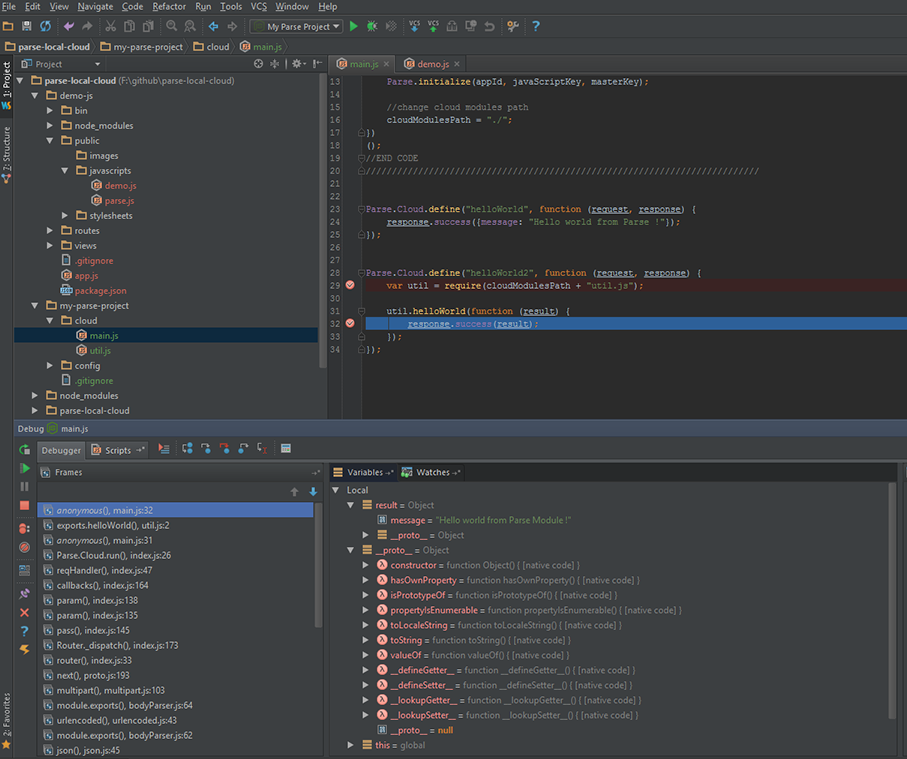 File Edit View Navigate Code Refactor Run Tools VCS Window Help
My Parse Project VCS VCS ?
parse-local-cloud my-parse-project cloud main.js
1: Project
7: Structure
2: Favorites
Project
parse-local-cloud (F:\github\parse-local-cloud)
demo-js
bin
node_modules
public
images
javascripts
demo.js
parse.js
stylesheets
routes
views
.gitignore
app.js
package.json
my-parse-project
cloud
main.js
util.js
config
.gitignore
node_modules
parse-local-cloud
main.js × demo.js ×
13 Parse.initialize(appId, javaScriptKey, masterKey);
14
15 //change cloud modules path
16 cloudModulesPath = "./";
17 })
18 ();
19 //END CODE
20 ///////////////////////////////////////////////////////////////////////////
21
22
23 Parse.Cloud.define("helloWorld", function (request, response) {
24 response.success({message: "Hello world from Parse !"});
25 });
26
27
28 Parse.Cloud.define("helloWorld2", function (request, response) {
29 var util = require(cloudModulesPath + "util.js");
30
31 util.helloWorld(function (result) {
32 response.success(result);
33 });
34 });
Debug main.js
Debugger Scripts
Frames
anonymous(), main.js:32
exports.helloWorld(), util.js:2
anonymous(), main.js:31
Parse.Cloud.run(), index.js:26
reqHandler(), index.js:47
callbacks(), index.js:164
param(), index.js:138
param(), index.js:135
pass(), index.js:145
Router._dispatch(), index.js:173
router(), index.js:33
next(), proto.js:193
multipart(), multipart.js:103
module.exports(), bodyParser.js:64
urlencoded(), urlencoded.js:43
module.exports(), bodyParser.js:62
json(), json.js:45
Variables Watches
Local
result = Object
message = "Hello world from Parse Module !"
__proto__ = Object
__proto__ = Object
constructor = function Object() { [native code] }
hasOwnProperty = function hasOwnProperty() { [native code] }
isPrototypeOf = function isPrototypeOf() { [native code] }
propertyIsEnumerable = function propertyIsEnumerable() { [native code] }
toLocaleString = function toLocaleString() { [native code] }
toString = function toString() { [native code] }
valueOf = function valueOf() { [native code] }
__defineGetter__ = function __defineGetter__() { [native code] }
__defineSetter__ = function __defineSetter__() { [native code] }
__lookupGetter__ = function __lookupGetter__() { [native code] }
__lookupSetter__ = function __lookupSetter__() { [native code] }
__proto__ = null
this = global